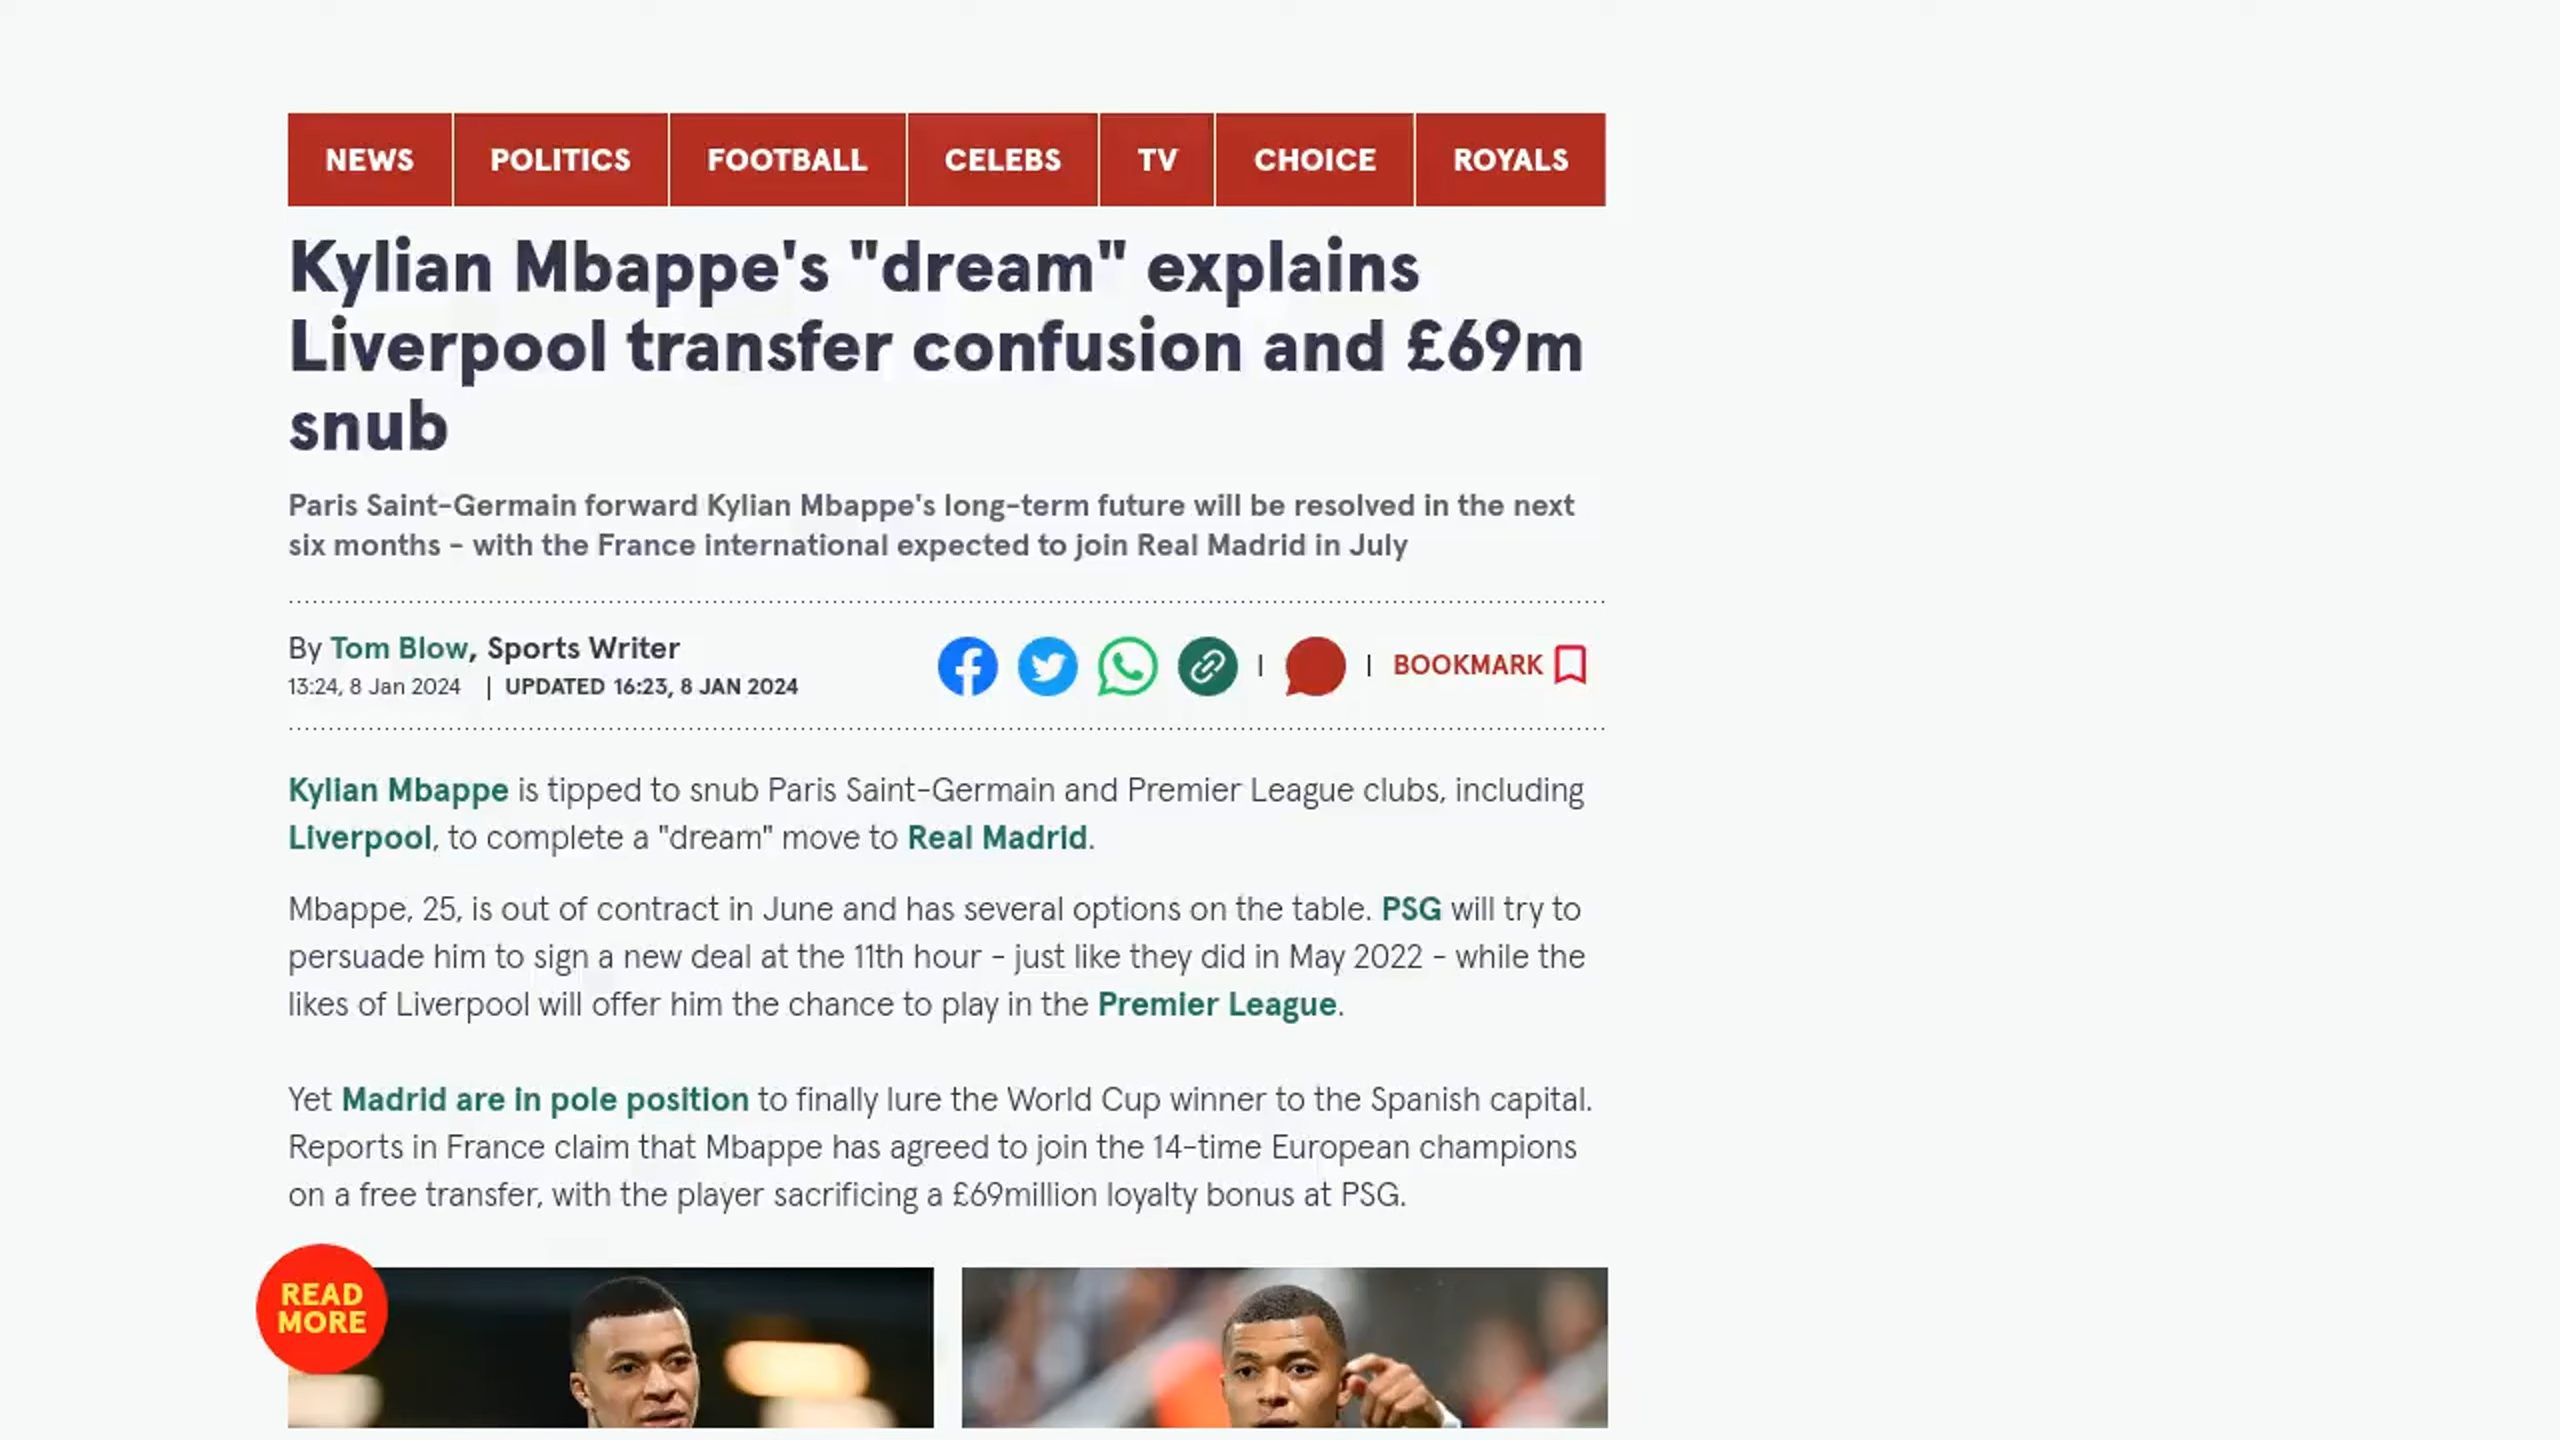 NEWS POLITICS FOOTBALL CELEBS TV CHOICE ROYALS
Kylian Mbappe's "dream" explains
Liverpool transfer confusion and £69m
snub
Paris Saint-Germain forward Kylian Mbappe's long-term future will be resolved in the next
six months - with the France international expected to join Real Madrid in July
By Tom Blow, Sports Writer
13:24, 8 Jan 2024 | UPDATED 16:23, 8 JAN 2024
| | BOOKMARK
Kylian Mbappe is tipped to snub Paris Saint-Germain and Premier League clubs, including
Liverpool, to complete a "dream" move to Real Madrid.
Mbappe, 25, is out of contract in June and has several options on the table. PSG will try to
persuade him to sign a new deal at the 11th hour - just like they did in May 2022 - while the
likes of Liverpool will offer him the chance to play in the Premier League.
Yet Madrid are in pole position to finally lure the World Cup winner to the Spanish capital.
Reports in France claim that Mbappe has agreed to join the 14-time European champions
on a free transfer, with the player sacrificing a £69million loyalty bonus at PSG.
READ
MORE